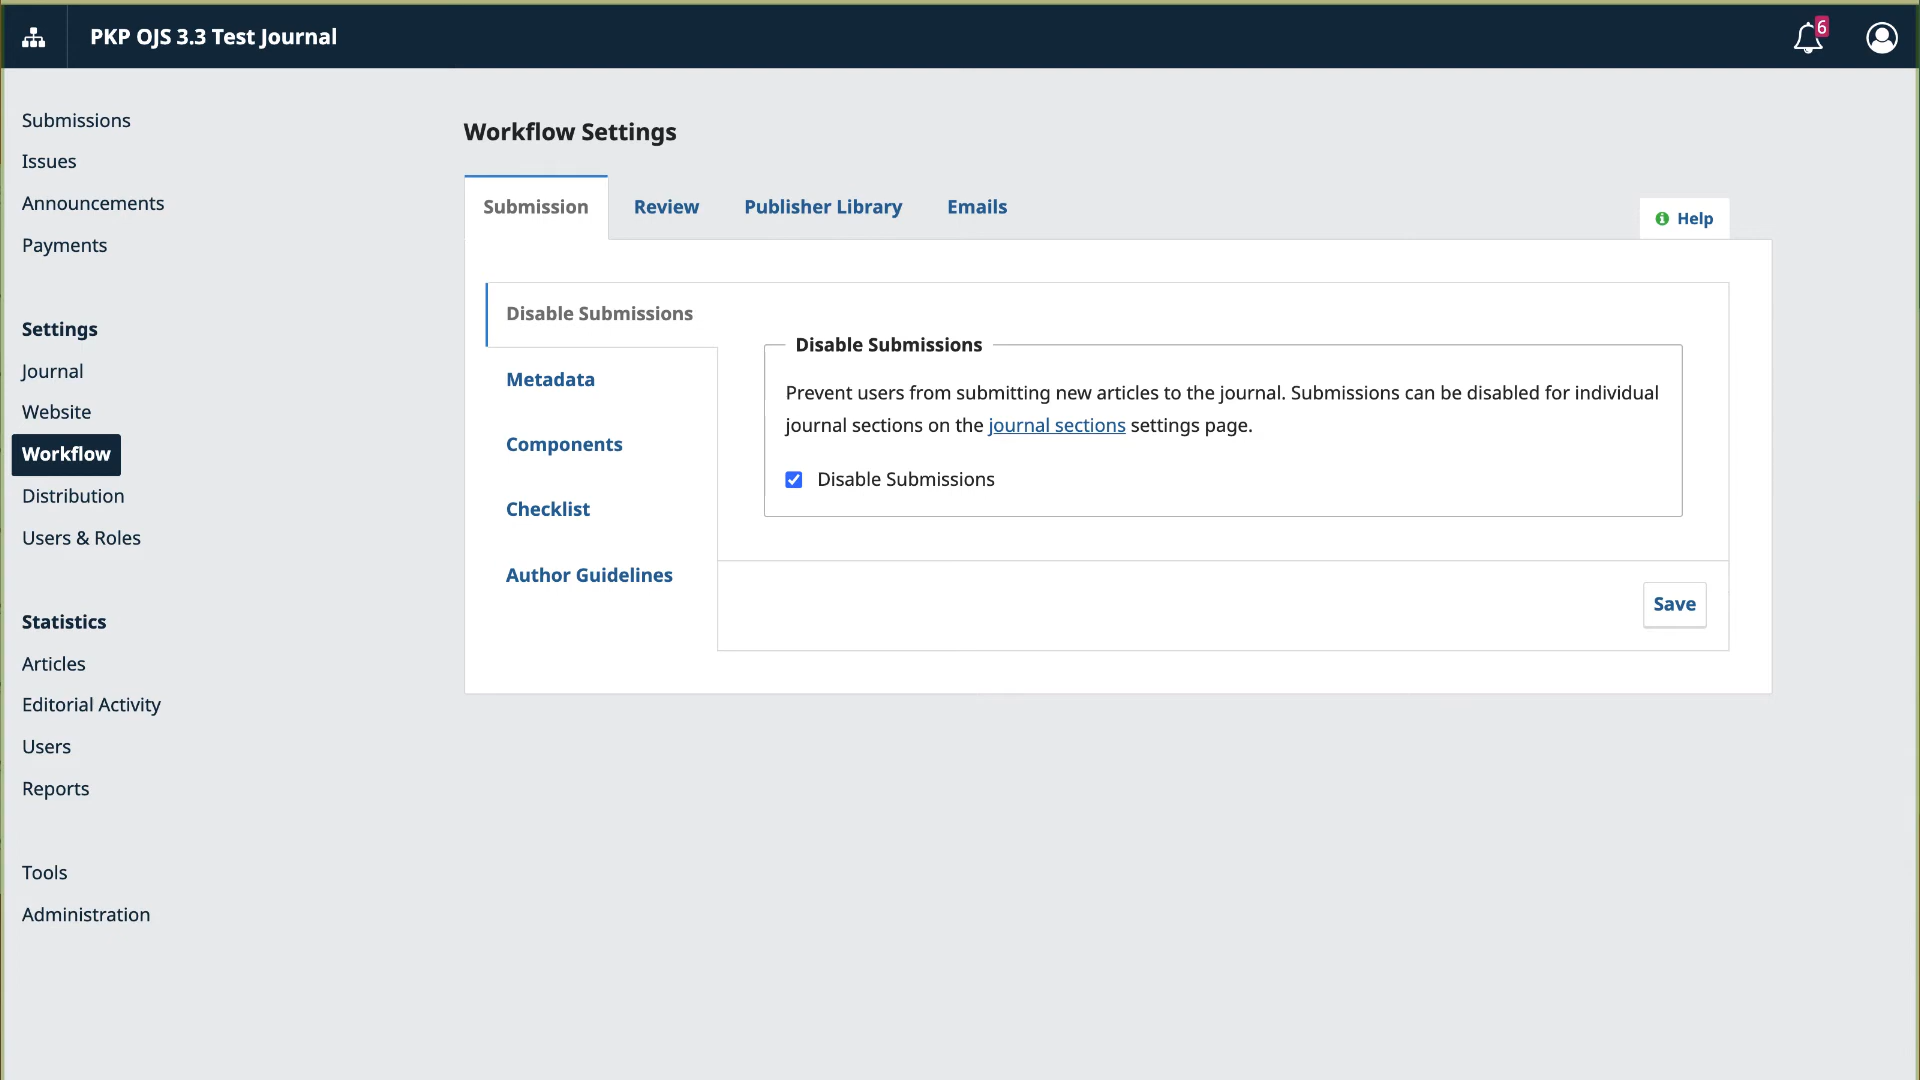 PKP OJS 3.3 Test Journal
6
Submissions
Issues
Announcements
Payments
Settings
Journal
Website
Workflow
Distribution
Users & Roles
Statistics
Articles
Editorial Activity
Users
Reports
Tools
Administration
Workflow Settings
Submission
Review
Publisher Library
Emails
Help
Disable Submissions
Metadata
Components
Checklist
Author Guidelines
Disable Submissions
Prevent users from submitting new articles to the journal. Submissions can be disabled for individual
journal sections on the journal sections settings page.
Disable Submissions
Save